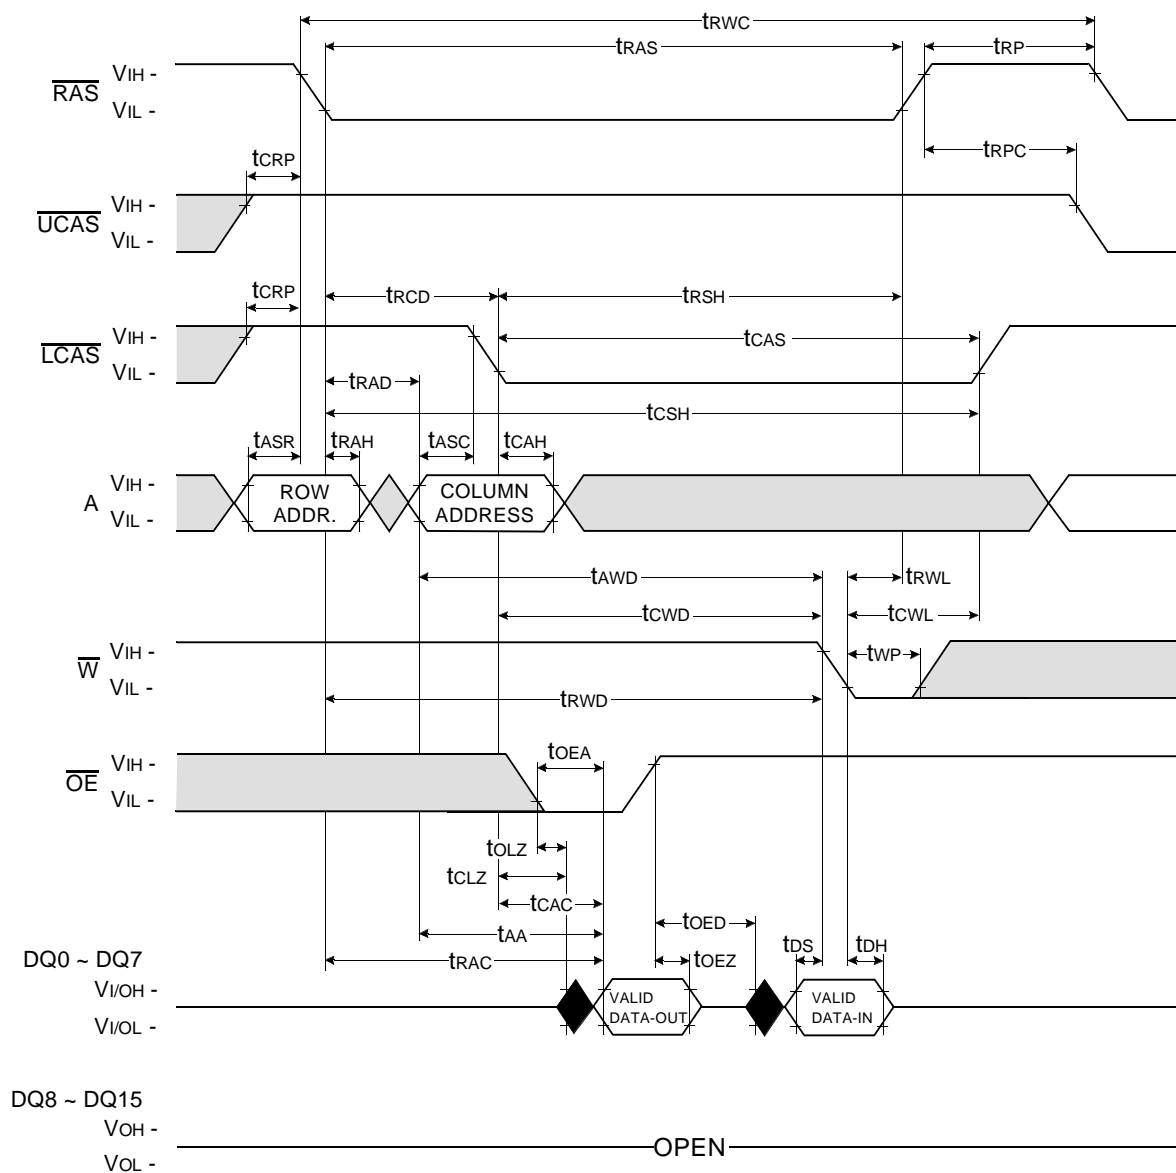 tRWC
tRAS
tRP
RAS
VIH -
VIL -
tRPC
tCRP
UCAS
VIH -
VIL -
tCRP
tRCD
tRSH
LCAS
VIH -
VIL -
tCAS
tRAD
tCSH
tASR
tRAH
tASC
tCAH
A
VIH -
VIL -
ROW
ADDR.
COLUMN
ADDRESS
tAWD
tRWL
tCWD
tCWL
W
VIH -
VIL -
tWP
tRWD
OE
VIH -
VIL -
tOEA
tOLZ
tCLZ
tCAC
tOED
tAA
tDS
tDH
tRAC
tOEZ
DQ0 ~ DQ7
VI/OH -
VI/OL -
VALID
DATA-OUT
VALID
DATA-IN
DQ8 ~ DQ15
VOH -
VOL -
OPEN